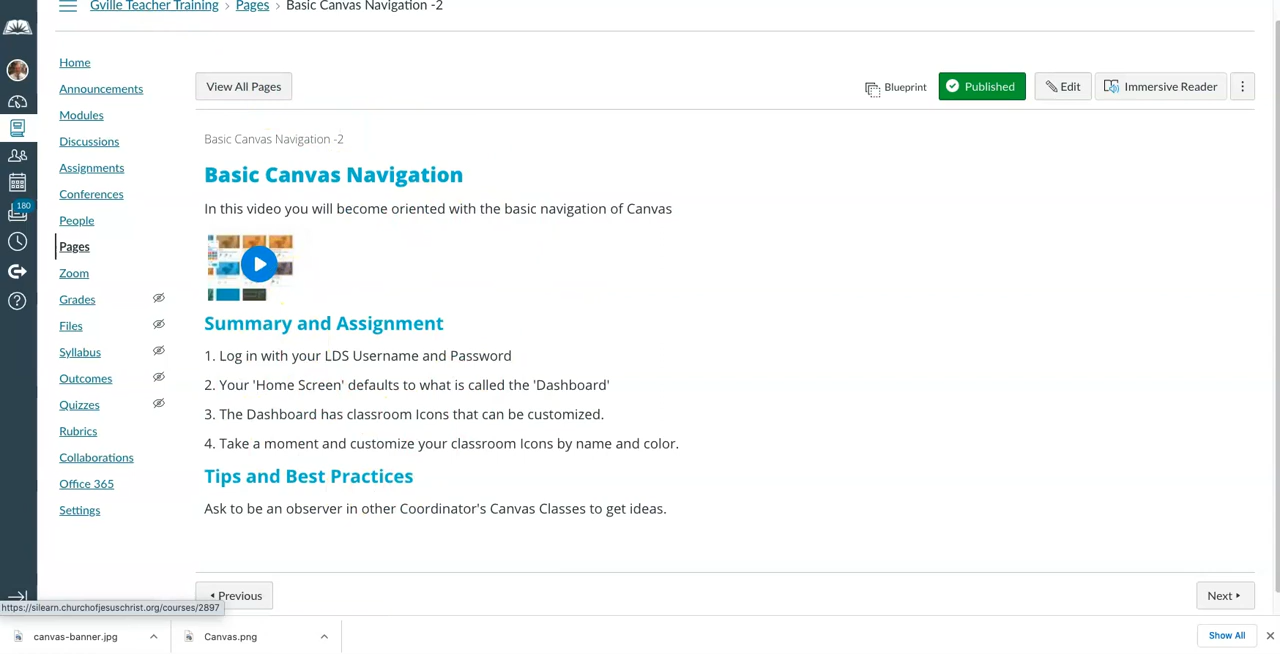 Gville Teacher Training › Pages › Basic Canvas Navigation -2
Home
Announcements
Modules
Discussions
Assignments
Conferences
People
Pages
Zoom
Grades
Files
Syllabus
Outcomes
Quizzes
Rubrics
Collaborations
Office 365
Settings
180
View All Pages
Blueprint
Published
Edit
Immersive Reader
Basic Canvas Navigation -2
Basic Canvas Navigation
In this video you will become oriented with the basic navigation of Canvas
Summary and Assignment
1. Log in with your LDS Username and Password
2. Your 'Home Screen' defaults to what is called the 'Dashboard'
3. The Dashboard has classroom Icons that can be customized.
4. Take a moment and customize your classroom Icons by name and color.
Tips and Best Practices
Ask to be an observer in other Coordinator's Canvas Classes to get ideas.
Previous
Next
https://silearn.churchofjesuschrist.org/courses/2897
canvas-banner.jpg
Canvas.png
Show All